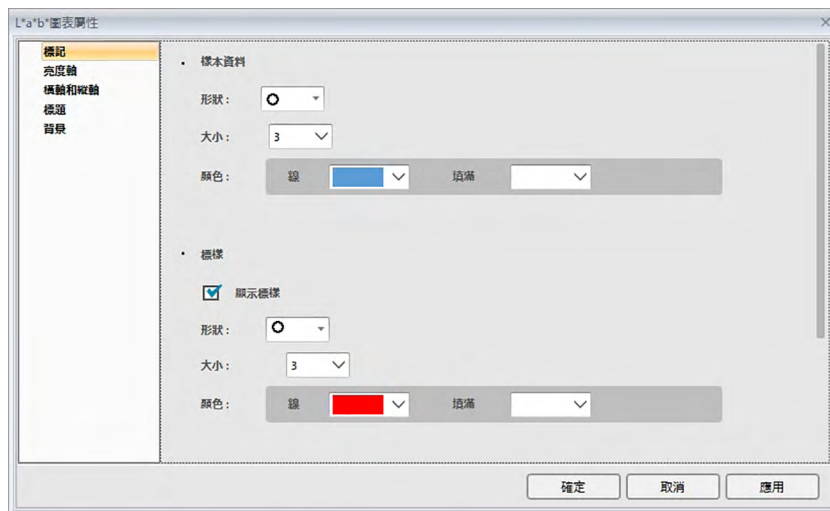 L*a*b*圖表屬性
標記
亮度軸
橫軸和縱軸
標題
背景
• 樣本資料
形狀：
大小： 3
顏色： 線 填滿
• 標樣
顯示標樣
形狀：
大小： 3
顏色： 線 填滿
確定 取消 應用